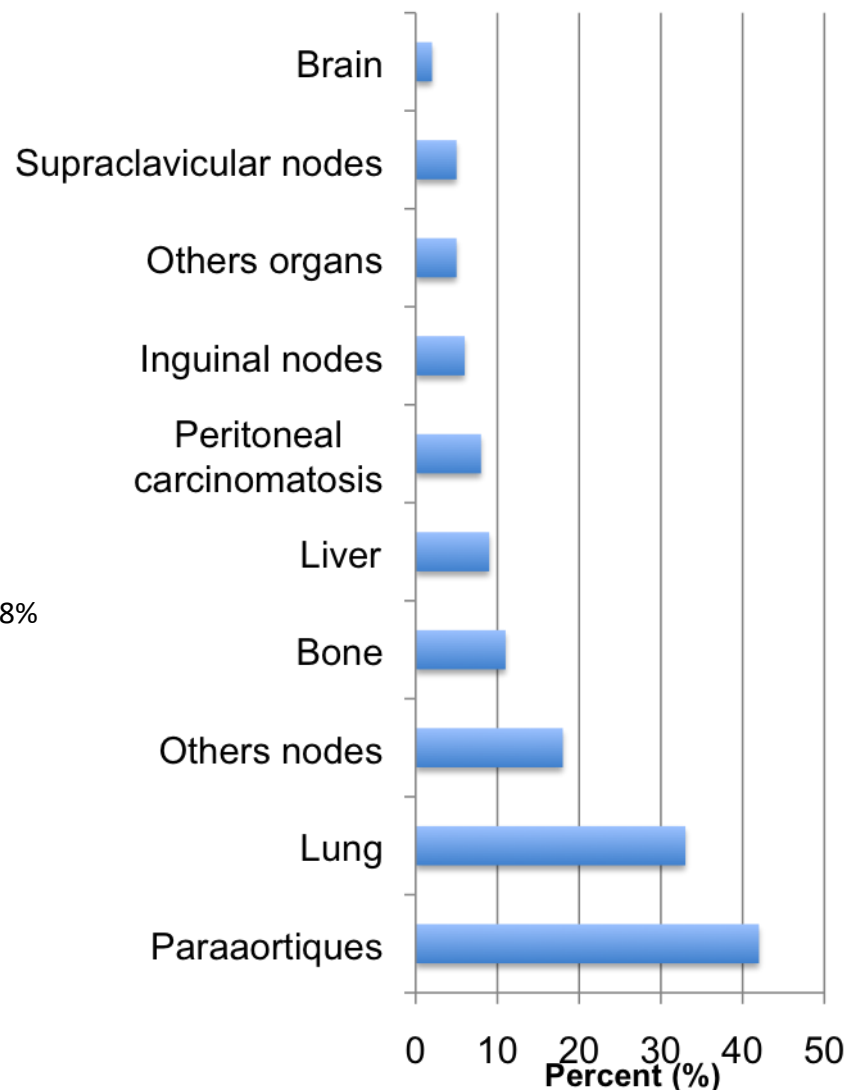 Brain
Supraclavicular nodes
Others organs
Inguinal nodes
Peritoneal
carcinomatosis
Liver
8%
Bone
Others nodes
Lung
Paraaortiques
0 10 20 30 40 50
Percent (%)